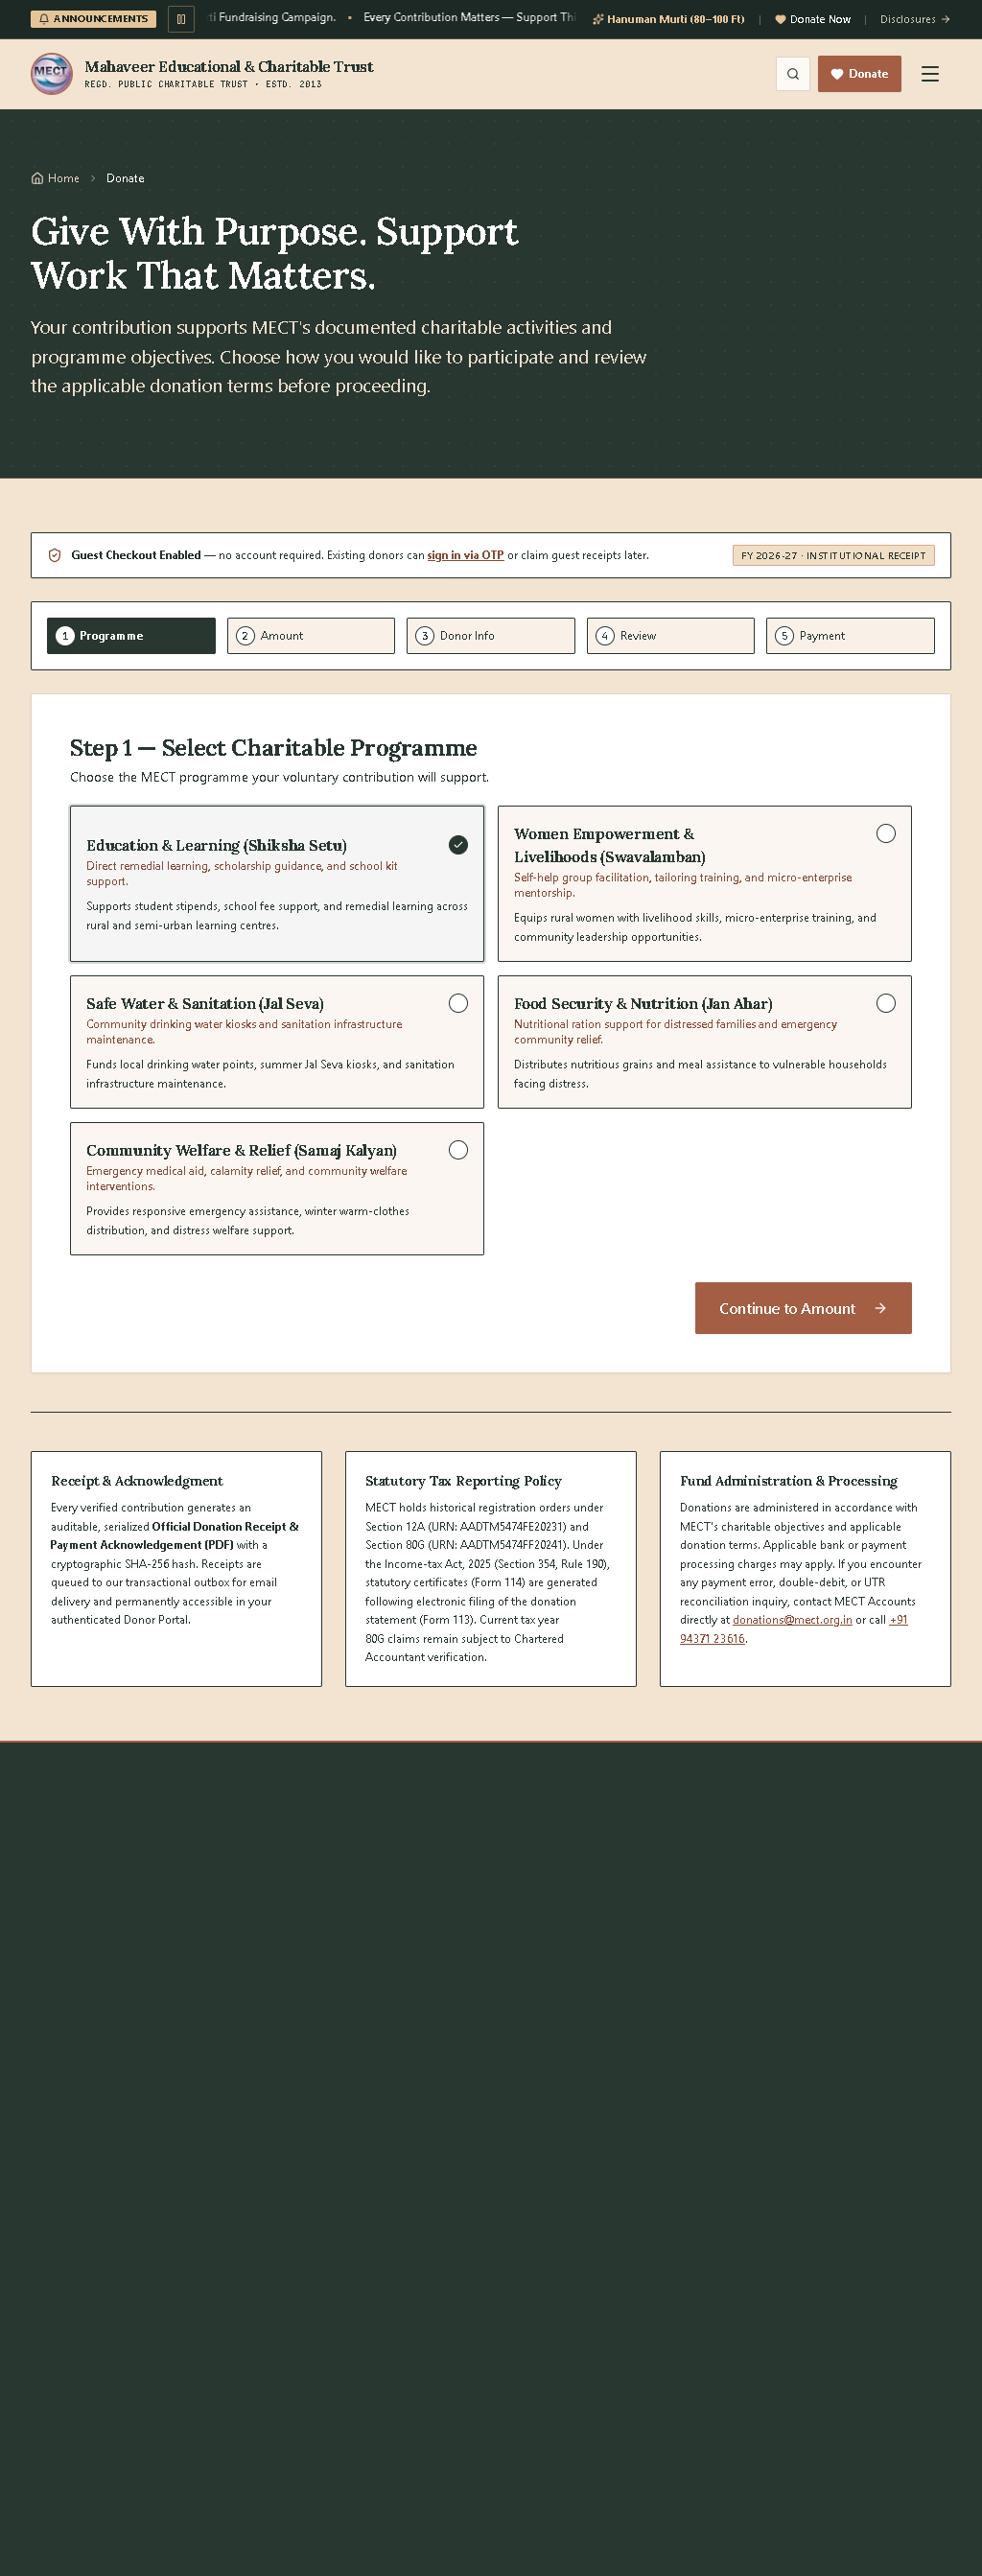 ANNOUNCEMENTS
ti Fundraising Campaign. • Every Contribution Matters — Support Thi
Hanuman Murti (80–100 Ft) | Donate Now | Disclosures →
MECT
Mahaveer Educational & Charitable Trust
REGD. PUBLIC CHARITABLE TRUST • ESTD. 2013
Donate
Home > Donate
Give With Purpose. Support
Work That Matters.
Your contribution supports MECT's documented charitable activities and
programme objectives. Choose how you would like to participate and review
the applicable donation terms before proceeding.
Guest Checkout Enabled — no account required. Existing donors can sign in via OTP or claim guest receipts later.
FY 2026-27 · INSTITUTIONAL RECEIPT
1 Programme
2 Amount
3 Donor Info
4 Review
5 Payment
Step 1 — Select Charitable Programme
Choose the MECT programme your voluntary contribution will support.
Education & Learning (Shiksha Setu)
Direct remedial learning, scholarship guidance, and school kit
support.
Supports student stipends, school fee support, and remedial learning across
rural and semi-urban learning centres.
Women Empowerment &
Livelihoods (Swavalamban)
Self-help group facilitation, tailoring training, and micro-enterprise
mentorship.
Equips rural women with livelihood skills, micro-enterprise training, and
community leadership opportunities.
Safe Water & Sanitation (Jal Seva)
Community drinking water kiosks and sanitation infrastructure
maintenance.
Funds local drinking water points, summer Jal Seva kiosks, and sanitation
infrastructure maintenance.
Food Security & Nutrition (Jan Ahar)
Nutritional ration support for distressed families and emergency
community relief.
Distributes nutritious grains and meal assistance to vulnerable households
facing distress.
Community Welfare & Relief (Samaj Kalyan)
Emergency medical aid, calamity relief, and community welfare
interventions.
Provides responsive emergency assistance, winter warm-clothes
distribution, and distress welfare support.
Continue to Amount →
Receipt & Acknowledgment
Every verified contribution generates an
auditable, serialized Official Donation Receipt &
Payment Acknowledgement (PDF) with a
cryptographic SHA-256 hash. Receipts are
queued to our transactional outbox for email
delivery and permanently accessible in your
authenticated Donor Portal.
Statutory Tax Reporting Policy
MECT holds historical registration orders under
Section 12A (URN: AADTM5474FE20231) and
Section 80G (URN: AADTM5474FF20241). Under
the Income-tax Act, 2025 (Section 354, Rule 190),
statutory certificates (Form 114) are generated
following electronic filing of the donation
statement (Form 113). Current tax year
80G claims remain subject to Chartered
Accountant verification.
Fund Administration & Processing
Donations are administered in accordance with
MECT's charitable objectives and applicable
donation terms. Applicable bank or payment
processing charges may apply. If you encounter
any payment error, double-debit, or UTR
reconciliation inquiry, contact MECT Accounts
directly at donations@mect.org.in or call +91
94371 23616.